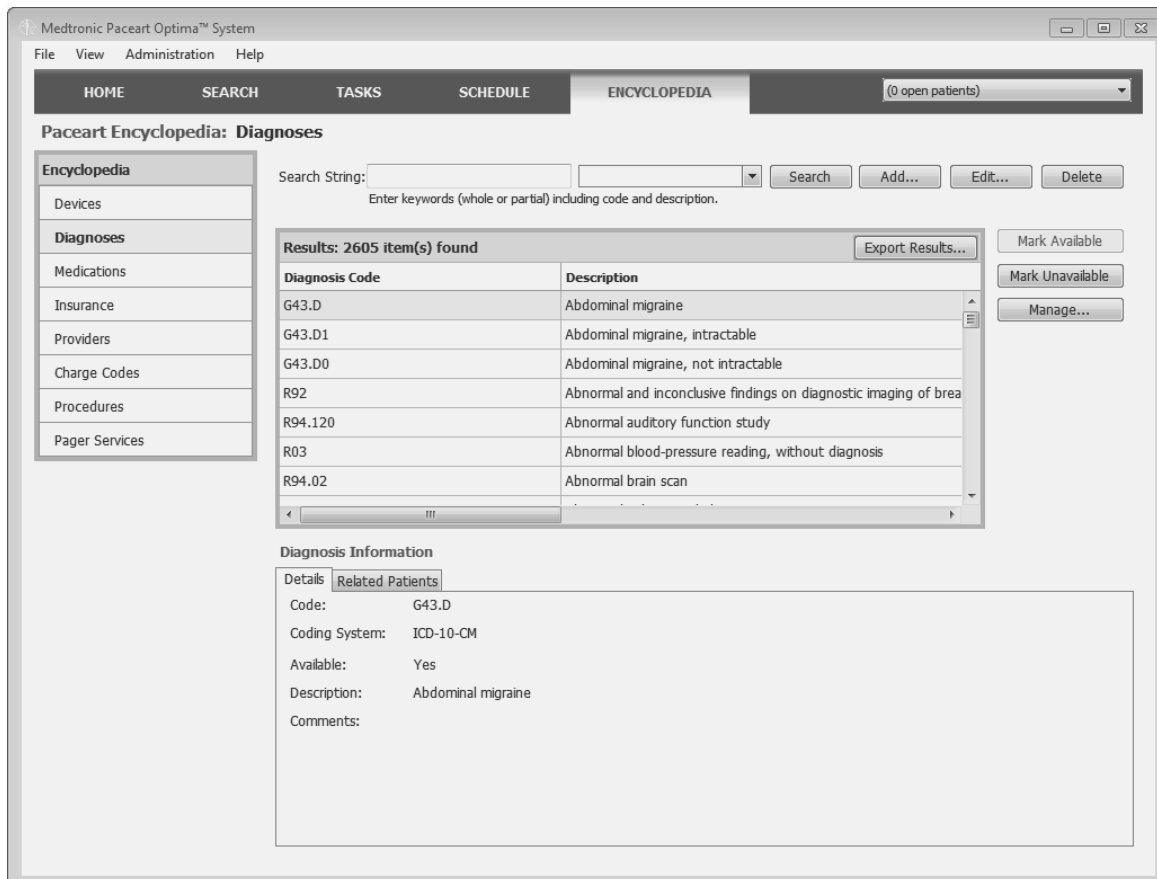 Medtronic Paceart Optima™ System
File View Administration Help
HOME SEARCH TASKS SCHEDULE ENCYCLOPEDIA (0 open patients)
Paceart Encyclopedia: Diagnoses
Encyclopedia
Devices
Diagnoses
Medications
Insurance
Providers
Charge Codes
Procedures
Pager Services
Search String: Search Add... Edit... Delete
Enter keywords (whole or partial) including code and description.
Results: 2605 item(s) found Export Results...
Mark Available
Mark Unavailable
Manage...
Diagnosis Code Description
G43.D Abdominal migraine
G43.D1 Abdominal migraine, intractable
G43.D0 Abdominal migraine, not intractable
R92 Abnormal and inconclusive findings on diagnostic imaging of brea
R94.120 Abnormal auditory function study
R03 Abnormal blood-pressure reading, without diagnosis
R94.02 Abnormal brain scan
Diagnosis Information
Details Related Patients
Code: G43.D
Coding System: ICD-10-CM
Available: Yes
Description: Abdominal migraine
Comments: